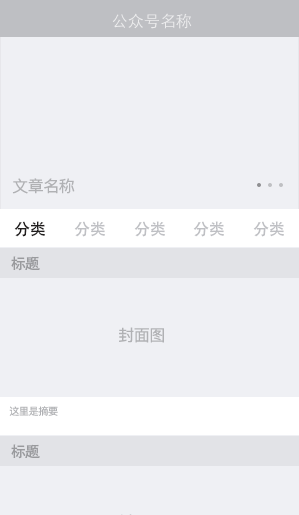 公众号名称
文章名称
分类 分类 分类 分类 分类
标题
封面图
这里是摘要
标题